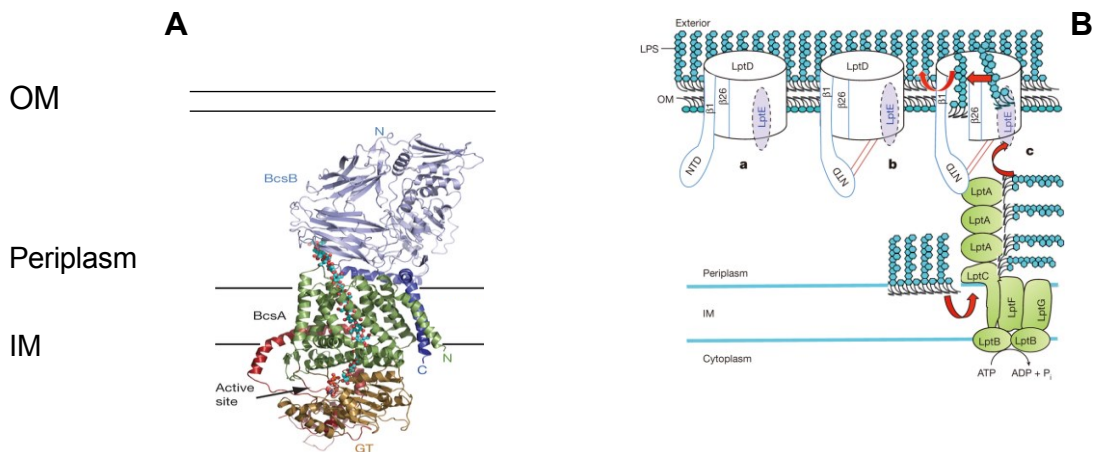 A
OM
N
BcsB
Periplasm
BcsA
IM
N
C
Active
site
GT
B
Exterior
LPS
LptD
LptD
OM
β1
β26
LptE
β1
β26
LptE
β1
β26
LptE
NTD
a
NTD
b
NTD
c
LptA
LptA
LptA
Periplasm
LptC
IM
LptF
LptG
LptB
LptB
Cytoplasm
ATP
ADP + Pi